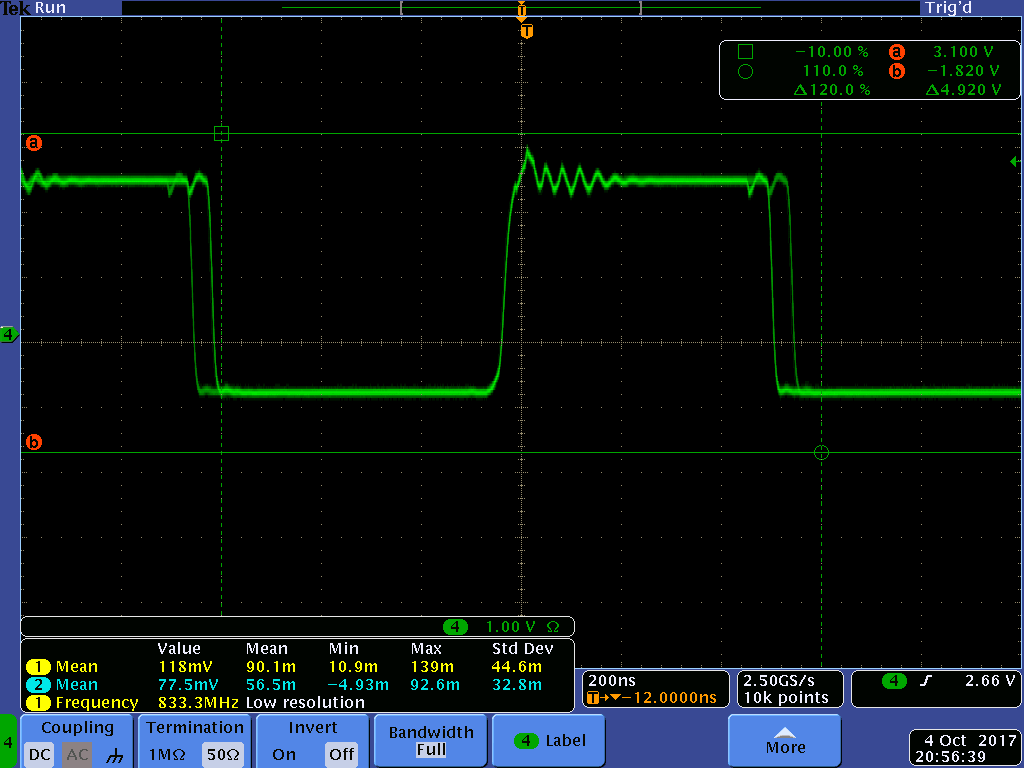 Tek Run Trig'd
T
T
−10.00 % a 3.100 V
110.0 % b −1.820 V
Δ120.0 % Δ4.920 V
a
4
b
4 1.00 V Ω
Value Mean Min Max Std Dev
1 Mean 118mV 90.1m 10.9m 139m 44.6m
2 Mean 77.5mV 56.5m −4.93m 92.6m 32.8m
1 Frequency 833.3MHz Low resolution
200ns
T→▼−12.0000ns
2.50GS/s
10k points
4 2.66 V
4
Coupling
DC AC
Termination
1MΩ 50Ω
Invert
On Off
Bandwidth
Full
4 Label
More
4 Oct 2017
20:56:39